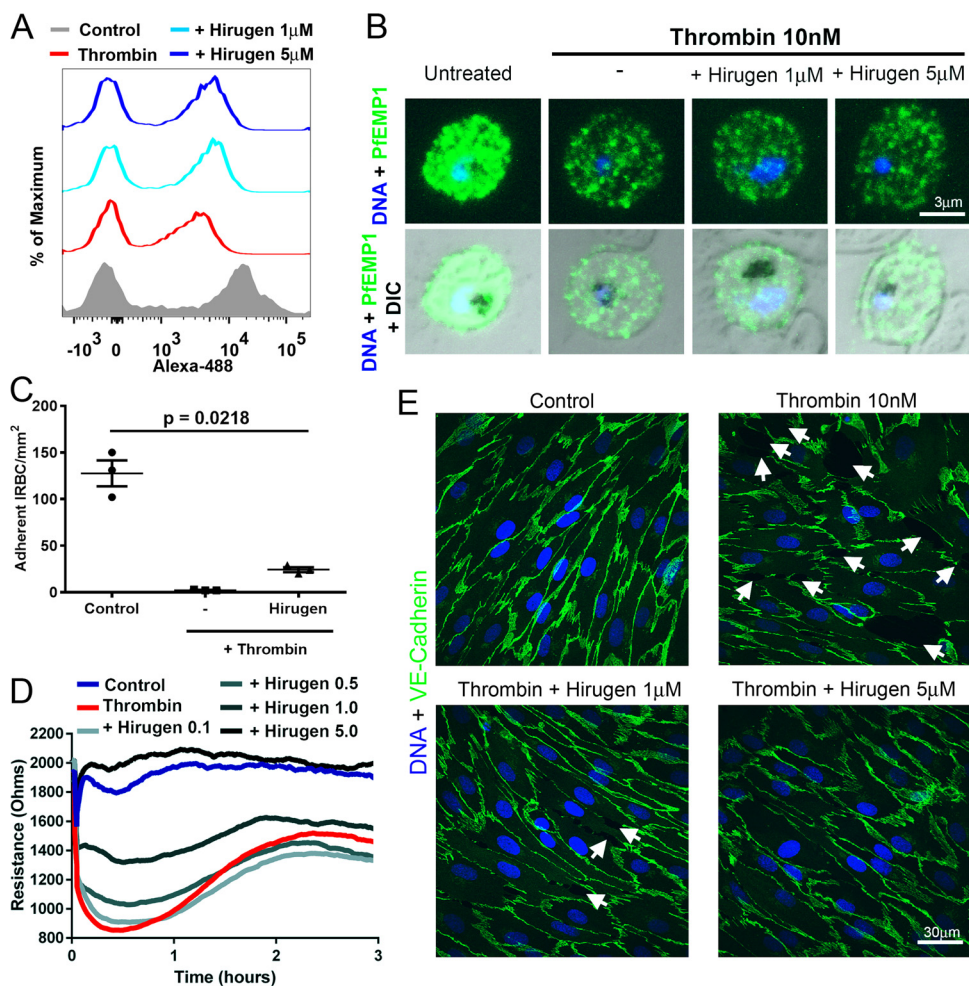 A
Control
+ Hirugen 1μM
Thrombin
+ Hirugen 5μM
% of Maximum
-10³ 0 10³ 10⁴ 10⁵
Alexa-488
B
Thrombin 10nM
Untreated
-
+ Hirugen 1μM
+ Hirugen 5μM
DNA + PfEMP1
3μm
DNA + PfEMP1
+ DIC
C
p = 0.0218
Adherent IRBC/mm²
200
150
100
50
0
Control
-
Hirugen
+ Thrombin
D
Control
+ Hirugen 0.5
Thrombin
+ Hirugen 1.0
+ Hirugen 0.1
+ Hirugen 5.0
Resistance (Ohms)
2200
2000
1800
1600
1400
1200
1000
800
0 1 2 3
Time (hours)
E
Control
Thrombin 10nM
DNA + VE-Cadherin
Thrombin + Hirugen 1μM
Thrombin + Hirugen 5μM
30μm